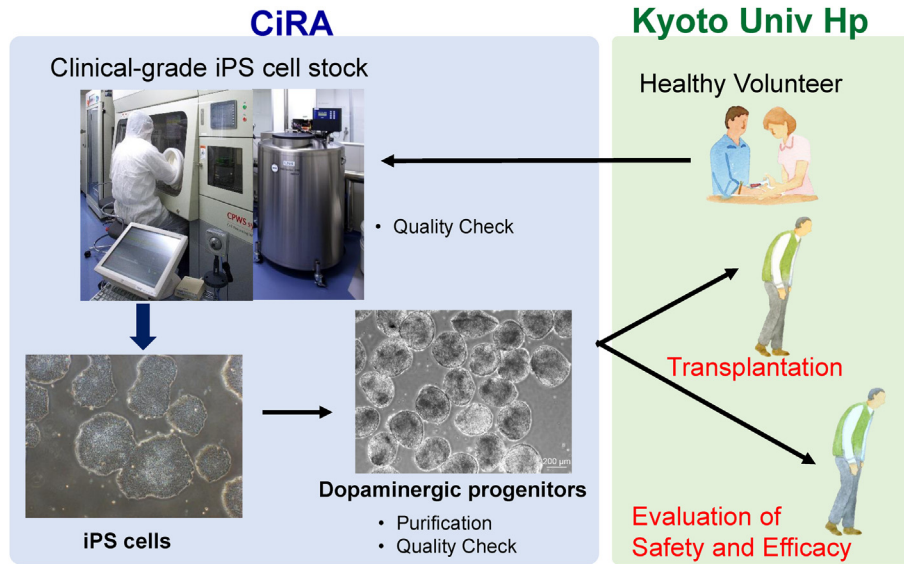 CiRA
Kyoto Univ Hp
Clinical-grade iPS cell stock
Healthy Volunteer
CPWS
• Quality Check
Transplantation
200 µm
Dopaminergic progenitors
• Purification
• Quality Check
iPS cells
Evaluation of
Safety and Efficacy